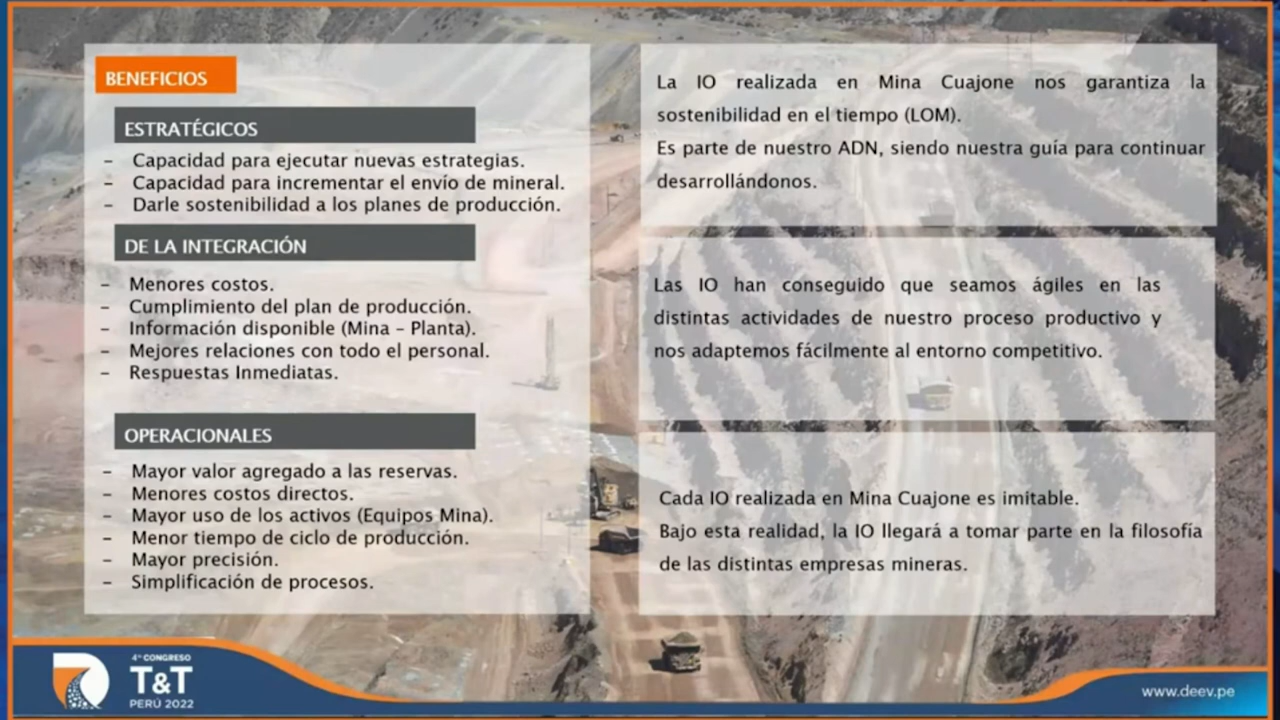 BENEFICIOS
ESTRATÉGICOS
- Capacidad para ejecutar nuevas estrategias.
- Capacidad para incrementar el envío de mineral.
- Darle sostenibilidad a los planes de producción.
DE LA INTEGRACIÓN
- Menores costos.
- Cumplimiento del plan de producción.
- Información disponible (Mina – Planta).
- Mejores relaciones con todo el personal.
- Respuestas Inmediatas.
OPERACIONALES
- Mayor valor agregado a las reservas.
- Menores costos directos.
- Mayor uso de los activos (Equipos Mina).
- Menor tiempo de ciclo de producción.
- Mayor precisión.
- Simplificación de procesos.
La IO realizada en Mina Cuajone nos garantiza la
sostenibilidad en el tiempo (LOM).
Es parte de nuestro ADN, siendo nuestra guía para continuar
desarrollándonos.
Las IO han conseguido que seamos ágiles en las
distintas actividades de nuestro proceso productivo y
nos adaptemos fácilmente al entorno competitivo.
Cada IO realizada en Mina Cuajone es imitable.
Bajo esta realidad, la IO llegará a tomar parte en la filosofía
de las distintas empresas mineras.
4° CONGRESO
T&T
PERÚ 2022
www.deev.pe